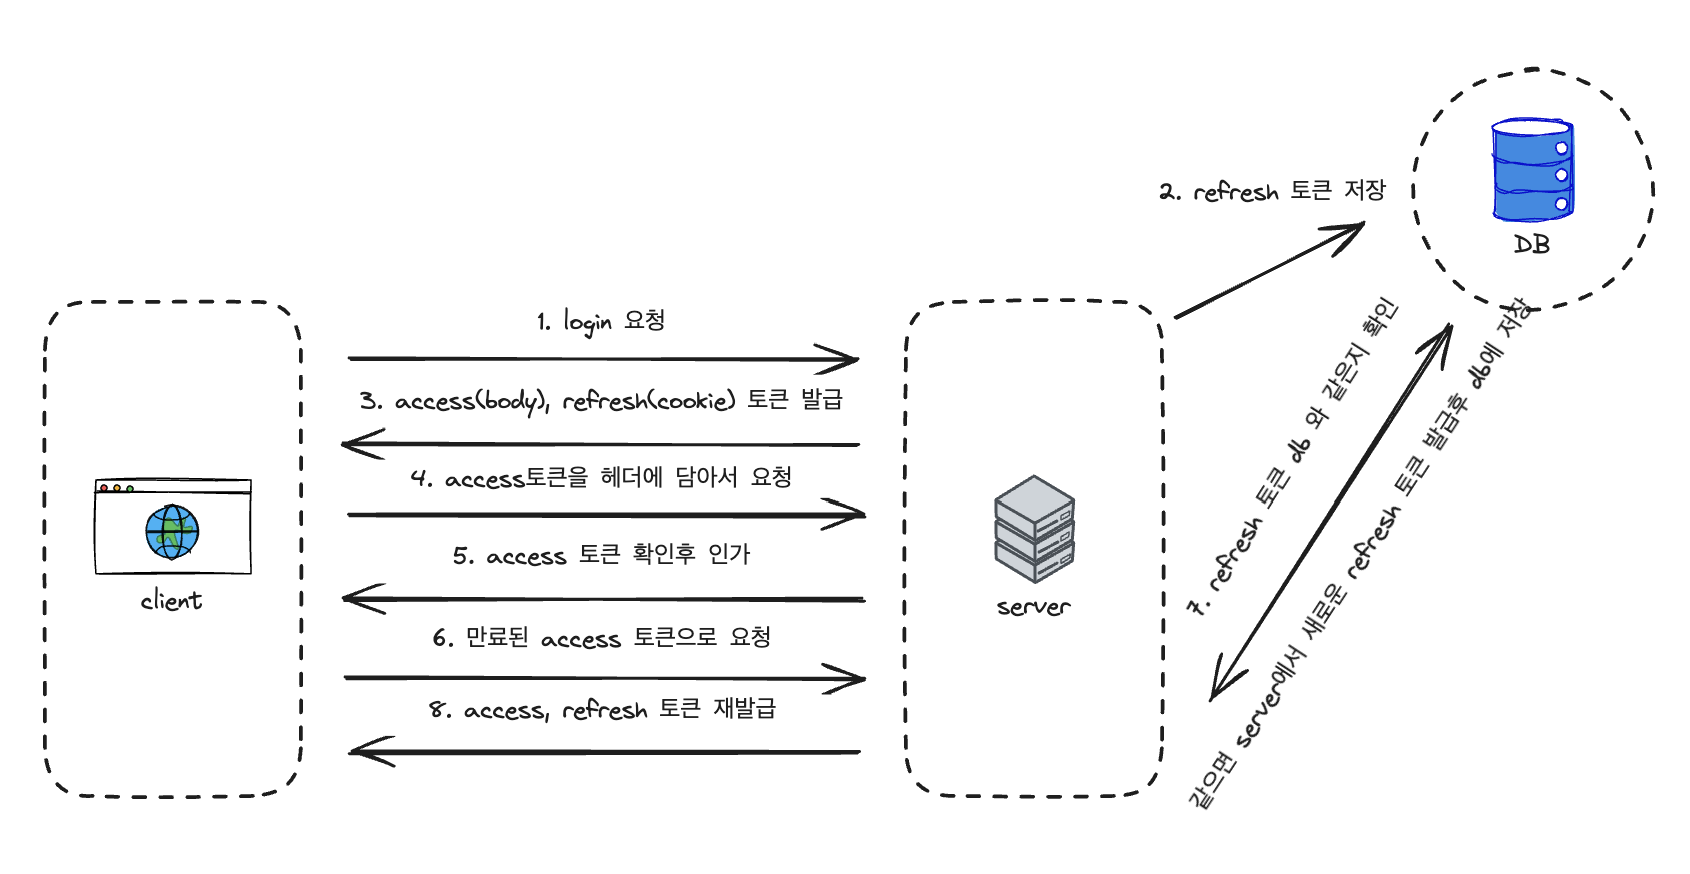 2. refresh 토큰 저장
DB
1. login 요청
3. access(body), refresh(cookie) 토큰 발급
4. access토큰을 헤더에 담아서 요청
5. access 토큰 확인후 인가
6. 만료된 access 토큰으로 요청
8. access, refresh 토큰 재발급
client
server
7. refresh 토큰 db 와 같은지 확인
같으면 server에서 새로운 refresh 토큰 발급후 db에 저장